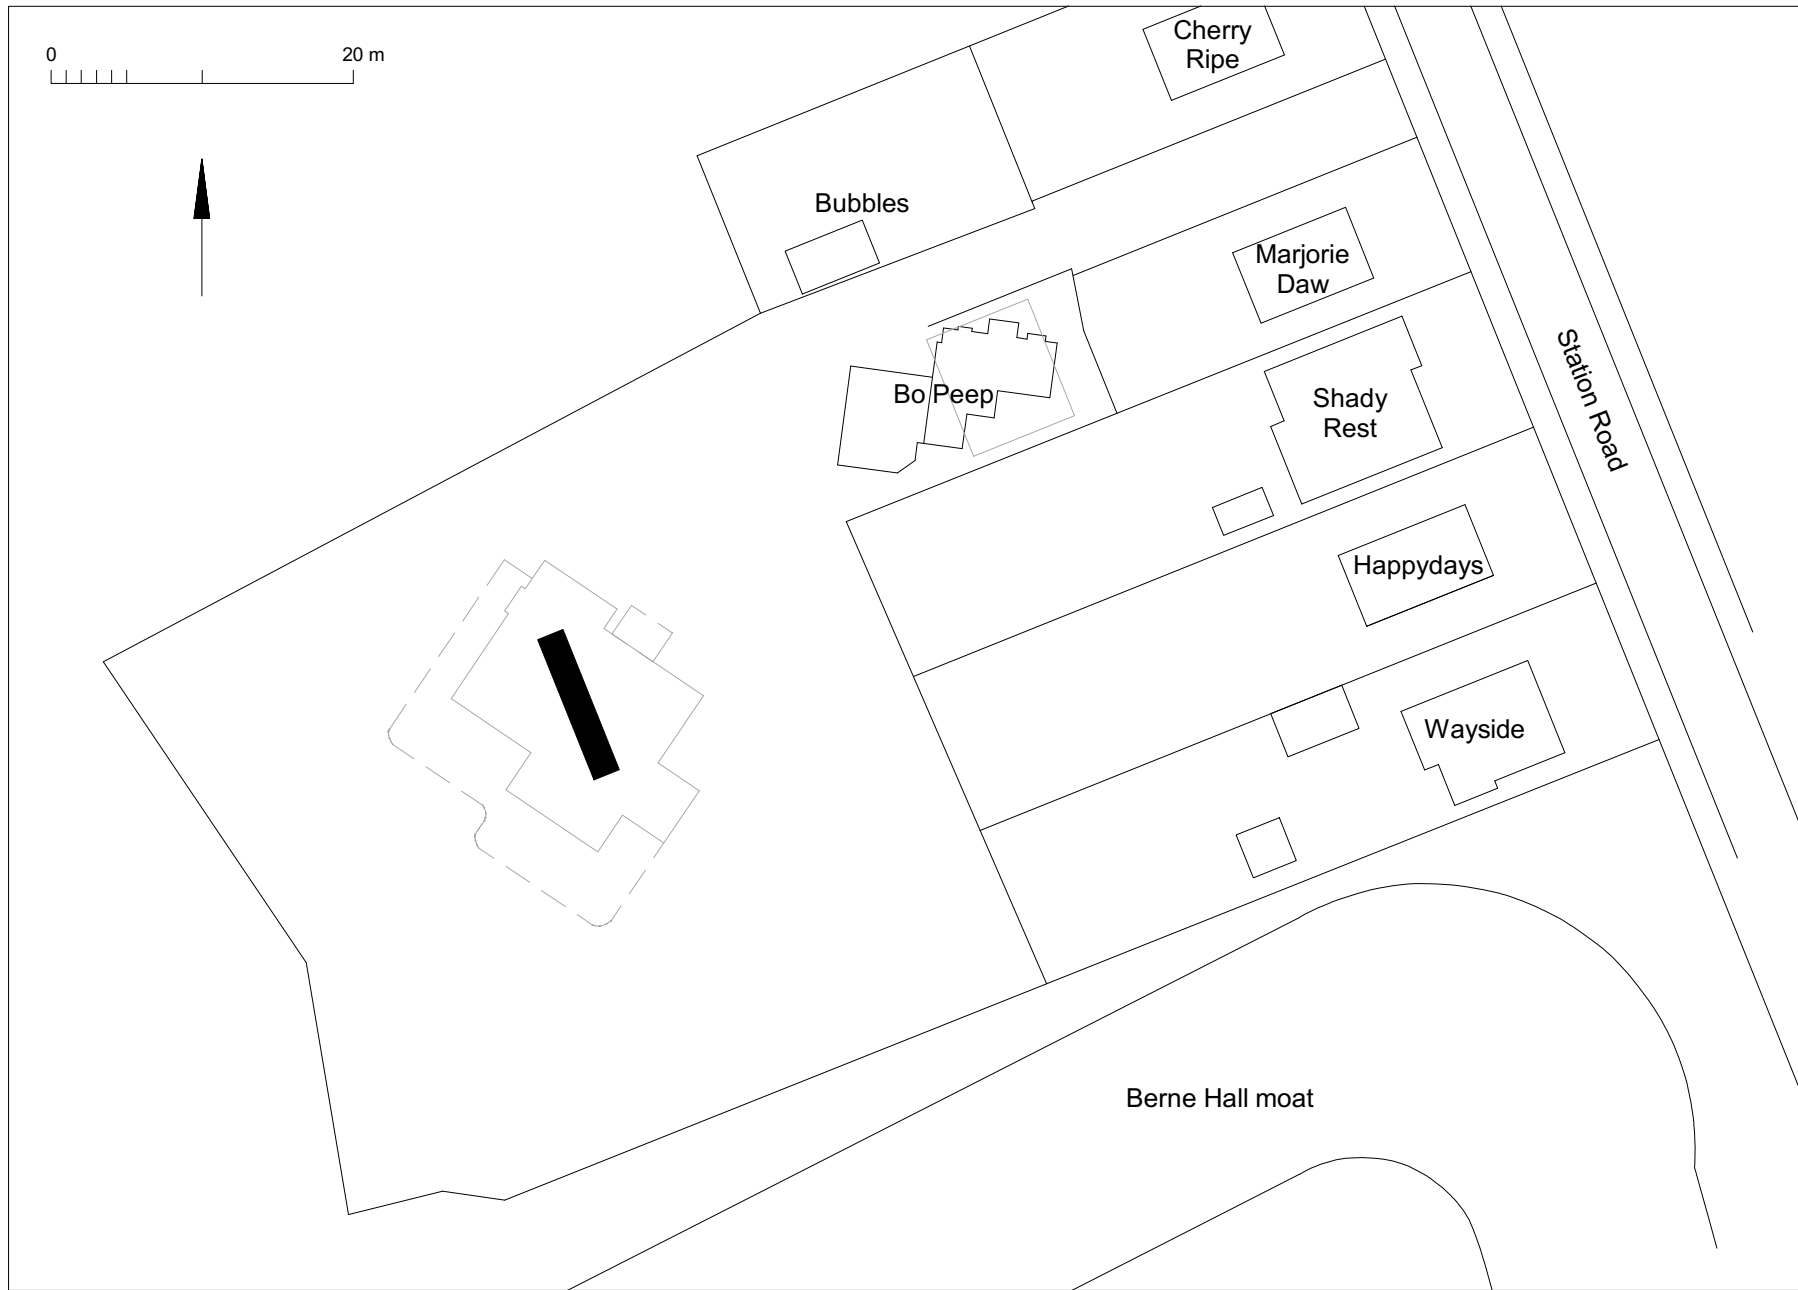 0 20 m
Cherry
Ripe
Bubbles
Marjorie
Daw
Station Road
Bo Peep
Shady
Rest
Happydays
Wayside
Berne Hall moat